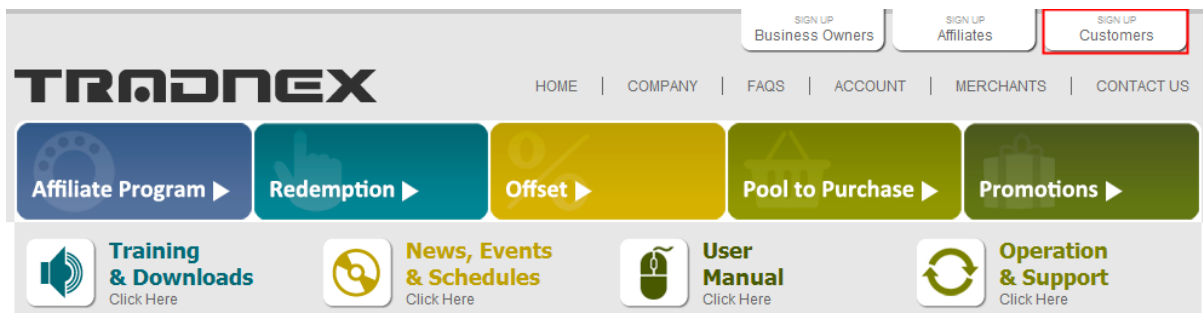 SIGN UP
Business Owners
SIGN UP
Affiliates
SIGN UP
Customers
TRADNEX
HOME | COMPANY | FAQS | ACCOUNT | MERCHANTS | CONTACT US
Affiliate Program
Redemption
Offset
Pool to Purchase
Promotions
Training
& Downloads
Click Here
News, Events
& Schedules
Click Here
User
Manual
Click Here
Operation
& Support
Click Here